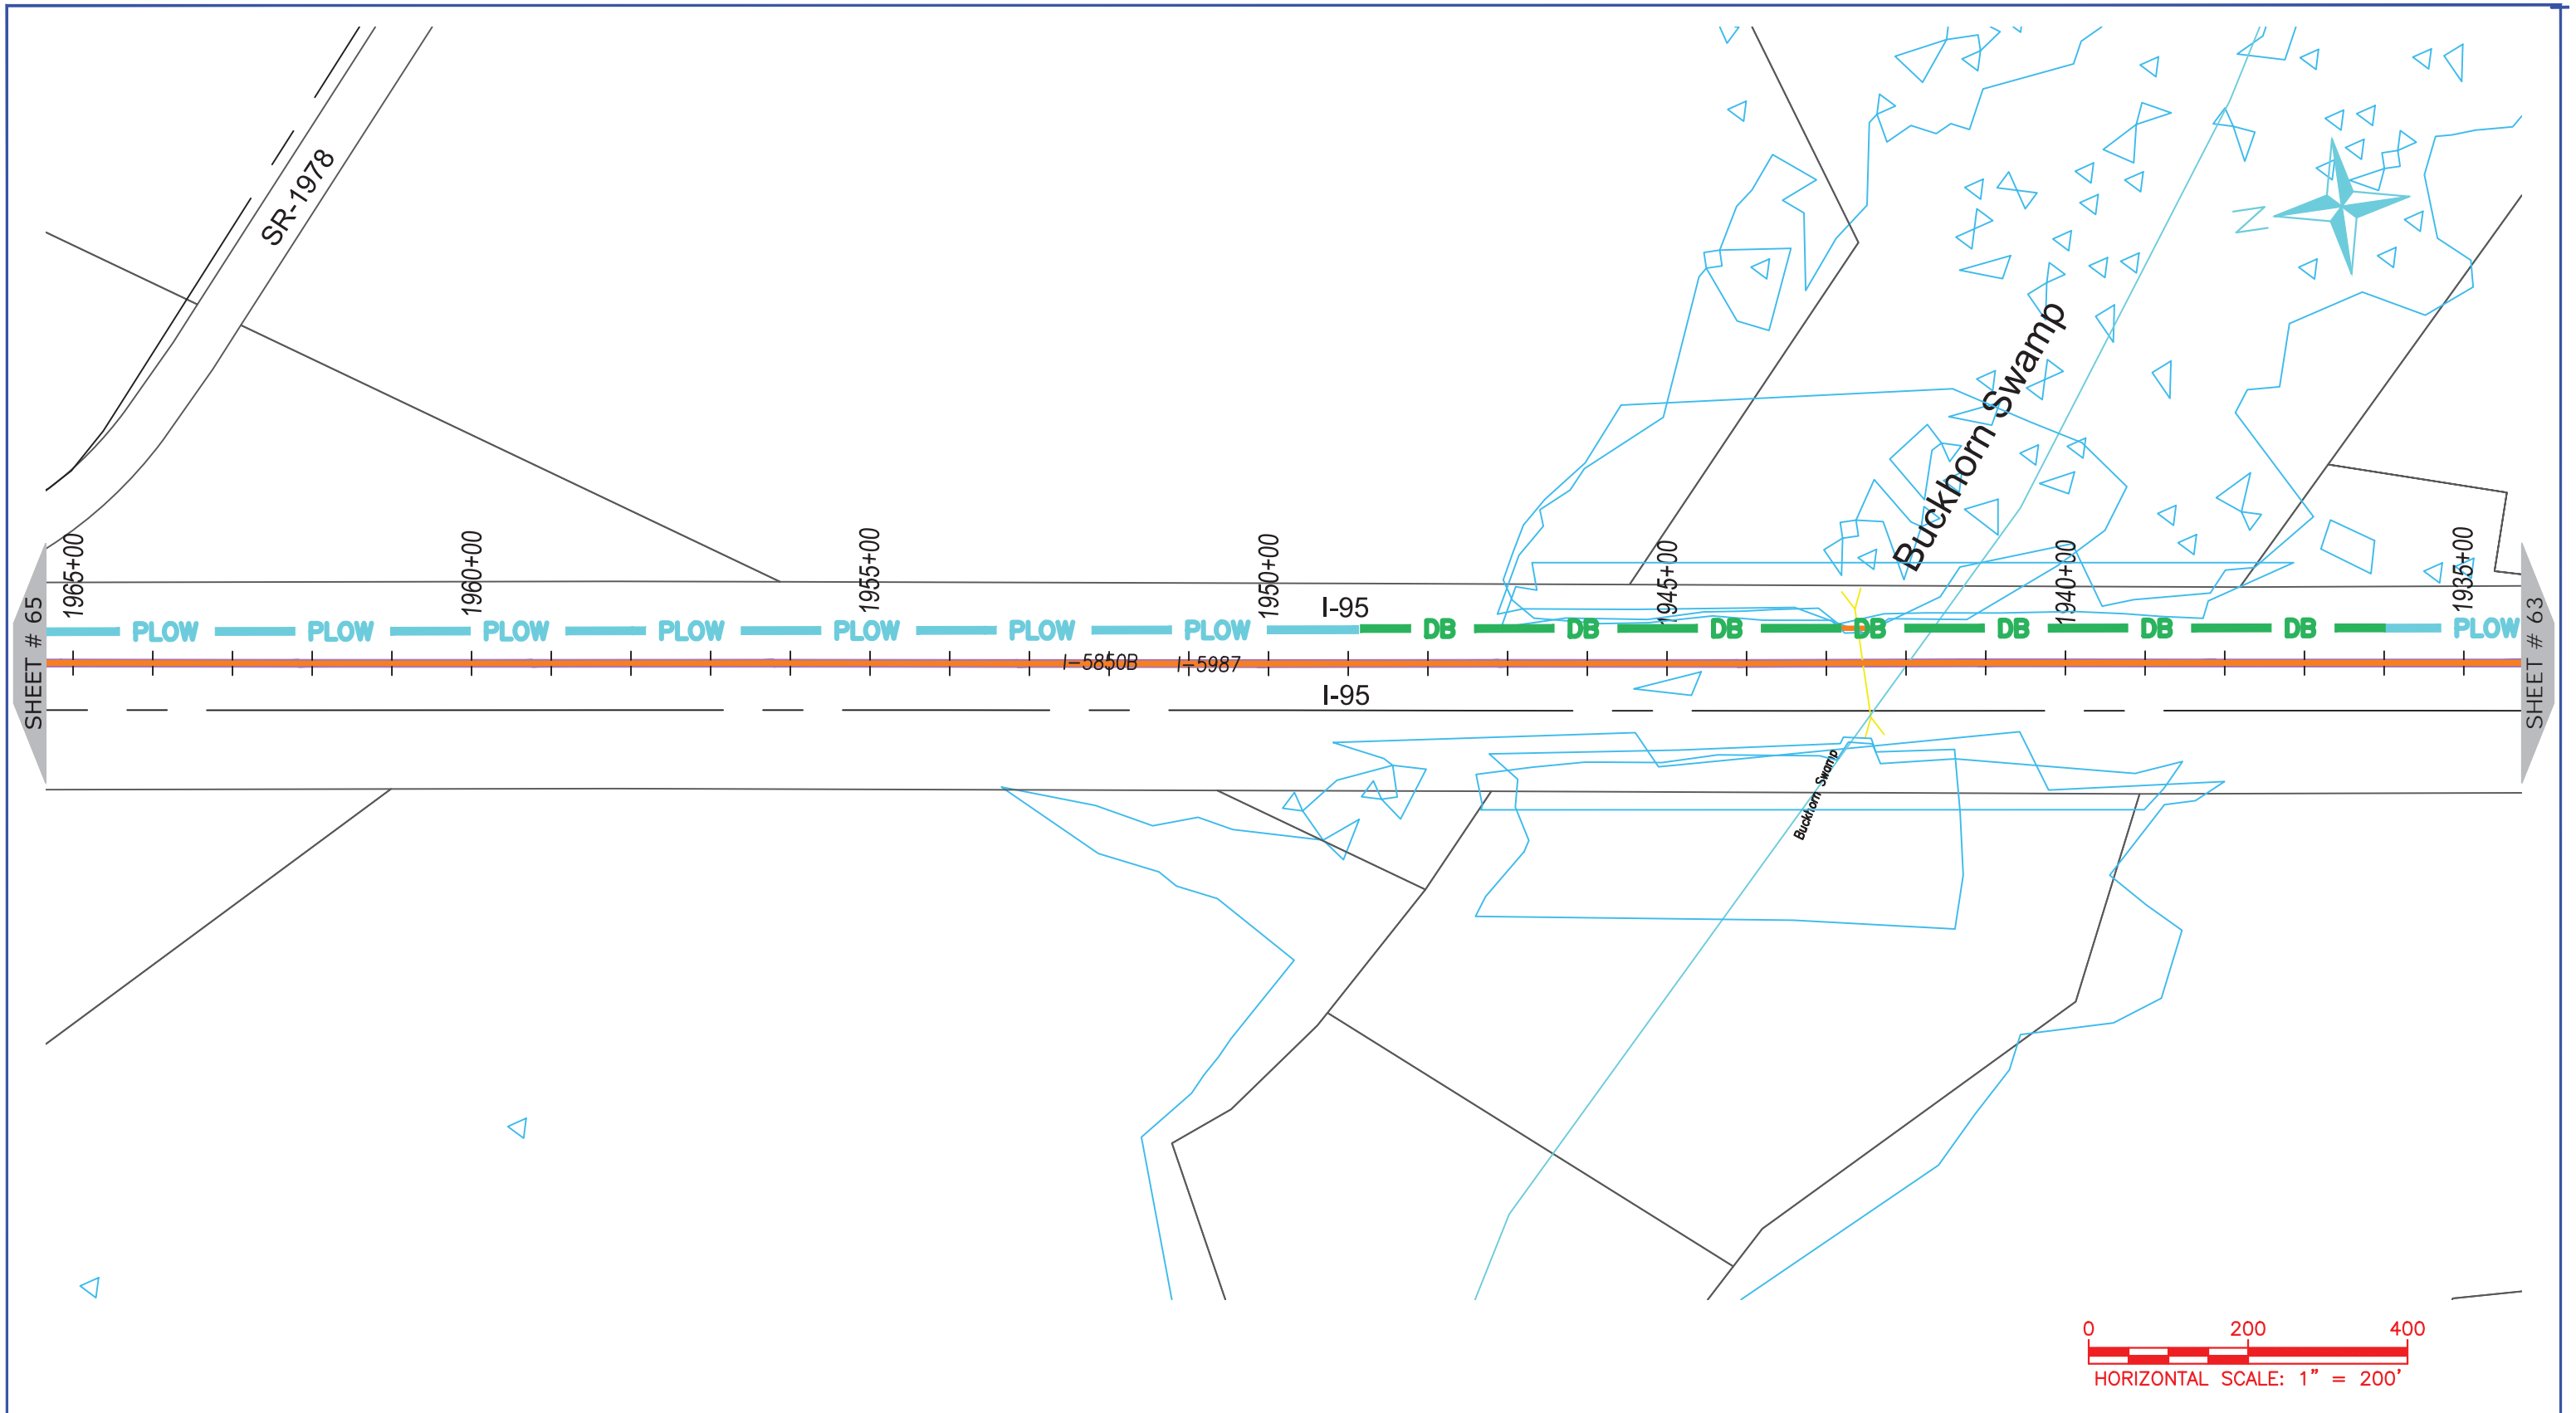 SR-1978
N
Buckhorn Swamp
1965+00
1960+00
1955+00
1950+00
1945+00
1940+00
1935+00
I-95
PLOW PLOW PLOW PLOW PLOW PLOW PLOW DB DB DB DB DB DB DB PLOW
SHEET # 65
SHEET # 63
I-5850B I-5987
I-95
Buckhorn Swamp
0 200 400
HORIZONTAL SCALE: 1" = 200'